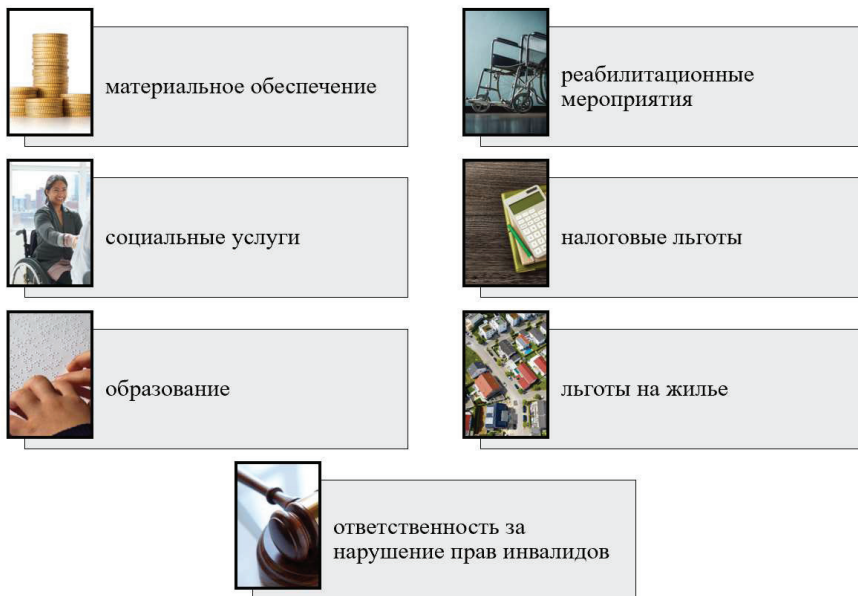 материальное обеспечение
реабилитационные
мероприятия
социальные услуги
налоговые льготы
образование
льготы на жилье
ответственность за
нарушение прав инвалидов